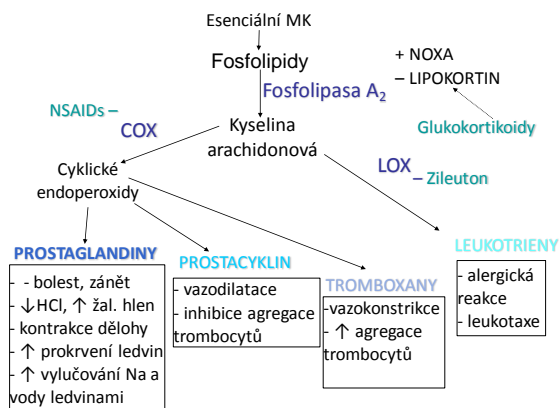 Esenciální MK
Fosfolipidy
Fosfolipasa A2
+ NOXA
– LIPOKORTIN
Glukokortikoidy
NSAIDs –
COX
Kyselina
arachidonová
LOX
– Zileuton
Cyklické
endoperoxidy
PROSTAGLANDINY
- - bolest, zánět
- ↓HCl, ↑ žal. hlen
- kontrakce dělohy
- ↑ prokrvení ledvin
- ↑ vylučování Na a
vody ledvinami
PROSTACYKLIN
- vazodilatace
- inhibice agregace
trombocytů
TROMBOXANY
-vazokonstrikce
- ↑ agregace
trombocytů
LEUKOTRIENY
- alergická
reakce
- leukotaxe